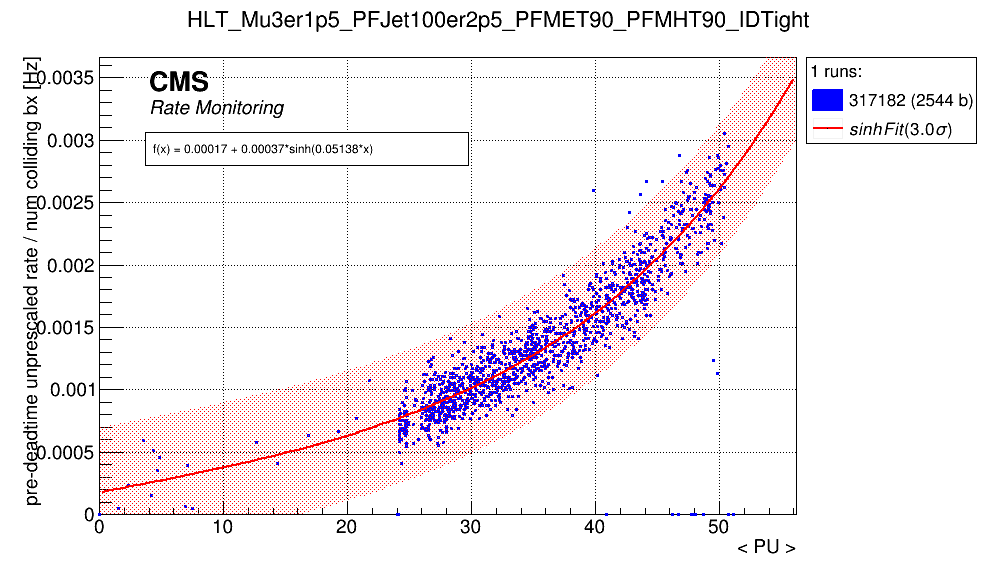 HLT_Mu3er1p5_PFJet100er2p5_PFMET90_PFMHT90_IDTight
pre-deadtime unprescaled rate / num colliding bx [Hz]
CMS
Rate Monitoring
f(x) = 0.00017 + 0.00037*sinh(0.05138*x)
1 runs:
317182 (2544 b)
sinhFit(3.0σ)
0.0035
0.003
0.0025
0.002
0.0015
0.001
0.0005
0
0 10 20 30 40 50
< PU >